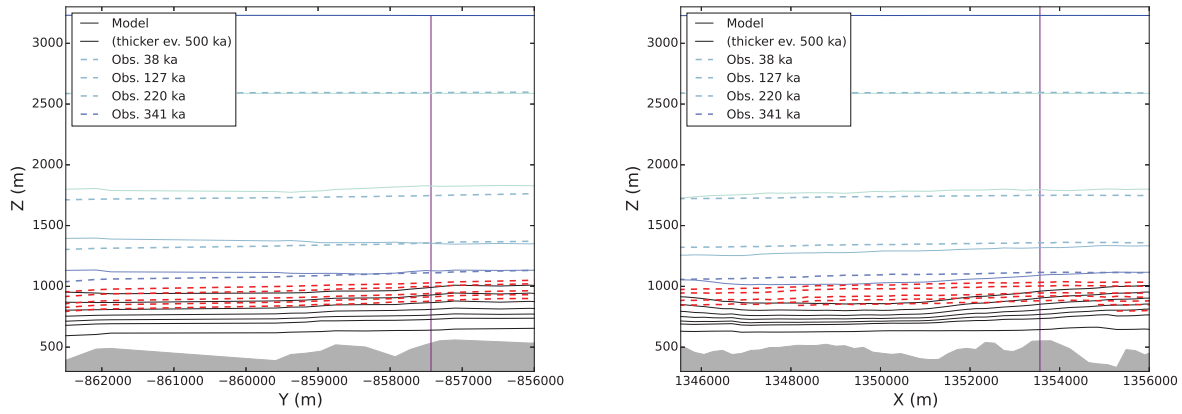 Model
(thicker ev. 500 ka)
Obs. 38 ka
Obs. 127 ka
Obs. 220 ka
Obs. 341 ka
3000
2500
2000
1500
1000
500
Z (m)
−862000 −861000 −860000 −859000 −858000 −857000 −856000
Y (m)
Model
(thicker ev. 500 ka)
Obs. 38 ka
Obs. 127 ka
Obs. 220 ka
Obs. 341 ka
3000
2500
2000
1500
1000
500
Z (m)
1346000 1348000 1350000 1352000 1354000 1356000
X (m)